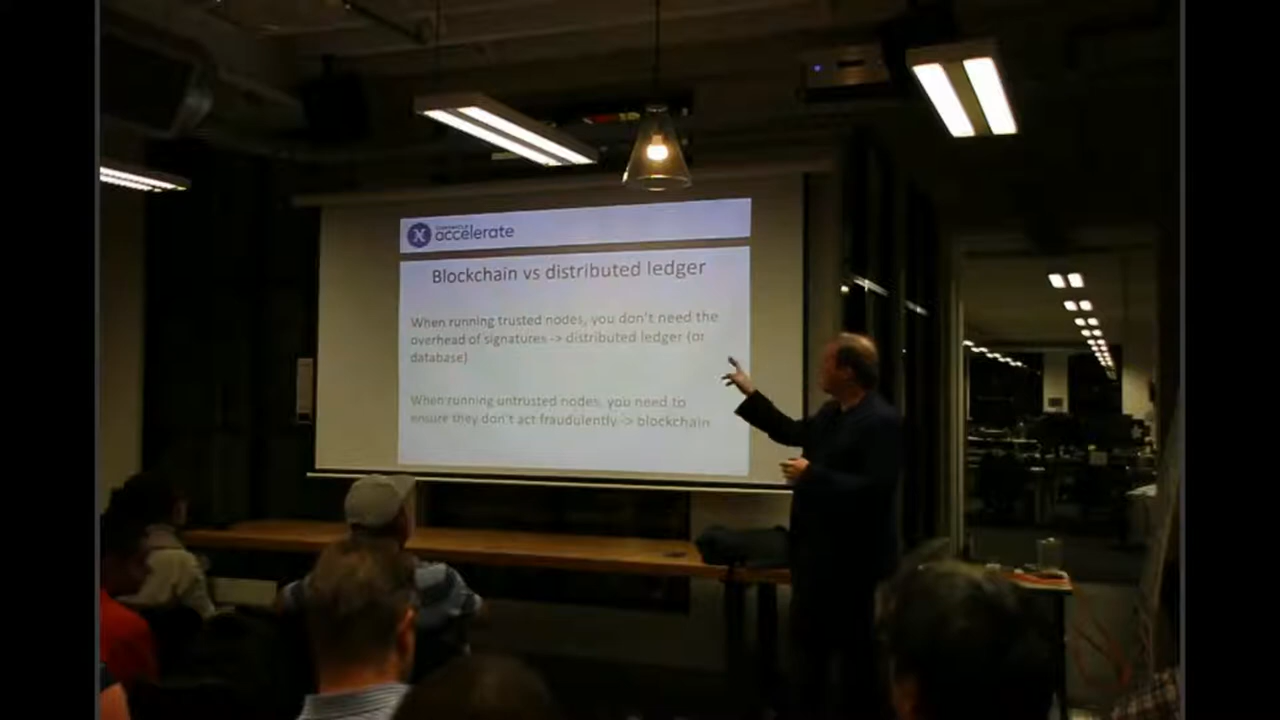 accelerate
Blockchain vs distributed ledger
When running trusted nodes, you don't need the
overhead of signatures -> distributed ledger (or
database)
When running untrusted nodes, you need to
ensure they don't act fraudulently -> blockchain